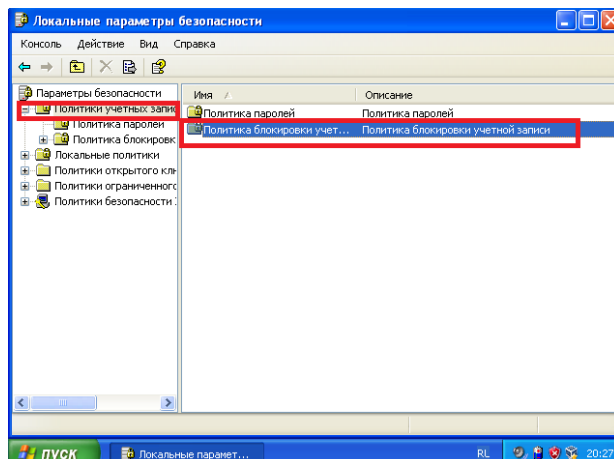 Локальные параметры безопасности
Консоль Действие Вид Справка
Параметры безопасности
Политики учетных запис
Политика паролей
Политика блокировк
Локальные политики
Политики открытого клн
Политики ограниченногс
Политики безопасности
Имя Описание
Политика паролей Политика паролей
Политика блокировки учет... Политика блокировки учетной записи
пуск Локальные парамет... RL 20:27